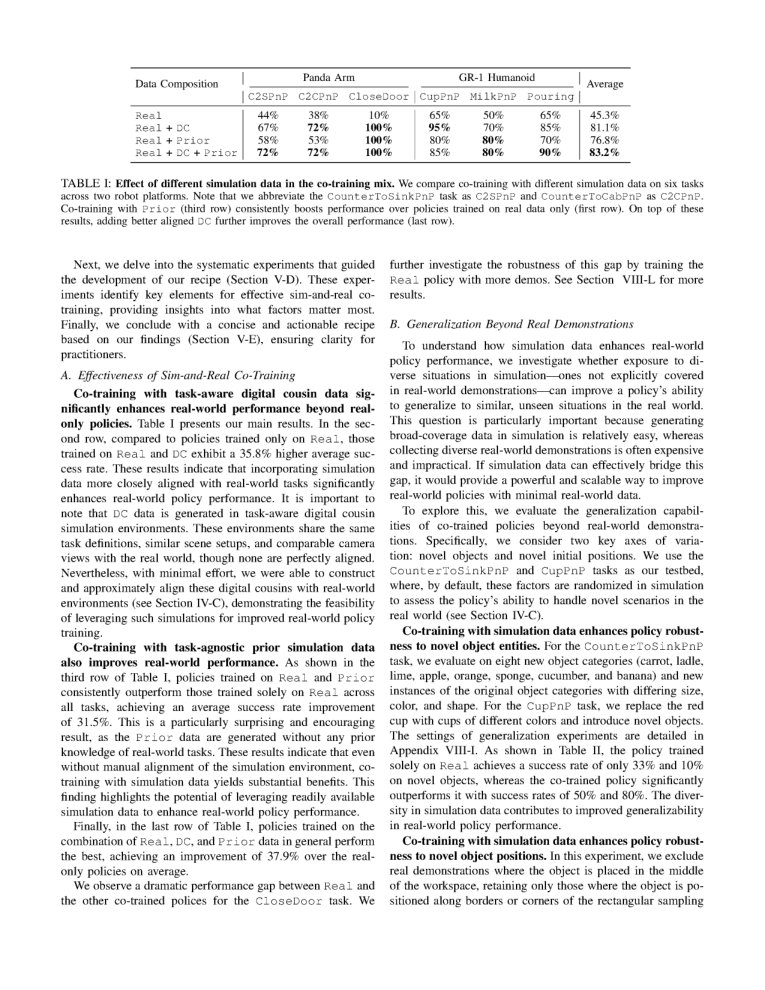 Data Composition | Panda Arm | GR-1 Humanoid | Average
C2SPnP C2CPnP CloseDoor | CupPnP MilkPnP Pouring
Real 44% 38% 10% 65% 50% 65% 45.3%
Real + DC 67% 72% 100% 95% 70% 85% 81.1%
Real + Prior 58% 53% 100% 80% 80% 70% 76.8%
Real + DC + Prior 72% 72% 100% 85% 80% 90% 83.2%
TABLE I: Effect of different simulation data in the co-training mix. We compare co-training with different simulation data on six tasks
across two robot platforms. Note that we abbreviate the CounterToSinkPnP task as C2SPnP and CounterToCabPnP as C2CPnP.
Co-training with Prior (third row) consistently boosts performance over policies trained on real data only (first row). On top of these
results, adding better aligned DC further improves the overall performance (last row).
Next, we delve into the systematic experiments that guided
the development of our recipe (Section V-D). These exper-
iments identify key elements for effective sim-and-real co-
training, providing insights into what factors matter most.
Finally, we conclude with a concise and actionable recipe
based on our findings (Section V-E), ensuring clarity for
practitioners.
A. Effectiveness of Sim-and-Real Co-Training
Co-training with task-aware digital cousin data sig-
nificantly enhances real-world performance beyond real-
only policies. Table I presents our main results. In the sec-
ond row, compared to policies trained only on Real, those
trained on Real and DC exhibit a 35.8% higher average suc-
cess rate. These results indicate that incorporating simulation
data more closely aligned with real-world tasks significantly
enhances real-world policy performance. It is important to
note that DC data is generated in task-aware digital cousin
simulation environments. These environments share the same
task definitions, similar scene setups, and comparable camera
views with the real world, though none are perfectly aligned.
Nevertheless, with minimal effort, we were able to construct
and approximately align these digital cousins with real-world
environments (see Section IV-C), demonstrating the feasibility
of leveraging such simulations for improved real-world policy
training.
Co-training with task-agnostic prior simulation data
also improves real-world performance. As shown in the
third row of Table I, policies trained on Real and Prior
consistently outperform those trained solely on Real across
all tasks, achieving an average success rate improvement
of 31.5%. This is a particularly surprising and encouraging
result, as the Prior data are generated without any prior
knowledge of real-world tasks. These results indicate that even
without manual alignment of the simulation environment, co-
training with simulation data yields substantial benefits. This
finding highlights the potential of leveraging readily available
simulation data to enhance real-world policy performance.
Finally, in the last row of Table I, policies trained on the
combination of Real, DC, and Prior data in general perform
the best, achieving an improvement of 37.9% over the real-
only policies on average.
We observe a dramatic performance gap between Real and
the other co-trained polices for the CloseDoor task. We
further investigate the robustness of this gap by training the
Real policy with more demos. See Section VIII-L for more
results.
B. Generalization Beyond Real Demonstrations
To understand how simulation data enhances real-world
policy performance, we investigate whether exposure to di-
verse situations in simulation—ones not explicitly covered
in real-world demonstrations—can improve a policy's ability
to generalize to similar, unseen situations in the real world.
This question is particularly important because generating
broad-coverage data in simulation is relatively easy, whereas
collecting diverse real-world demonstrations is often expensive
and impractical. If simulation data can effectively bridge this
gap, it would provide a powerful and scalable way to improve
real-world policies with minimal real-world data.
To explore this, we evaluate the generalization capabil-
ities of co-trained policies beyond real-world demonstra-
tions. Specifically, we consider two key axes of varia-
tion: novel objects and novel initial positions. We use the
CounterToSinkPnP and CupPnP tasks as our testbed,
where, by default, these factors are randomized in simulation
to assess the policy's ability to handle novel scenarios in the
real world (see Section IV-C).
Co-training with simulation data enhances policy robust-
ness to novel object entities. For the CounterToSinkPnP
task, we evaluate on eight new object categories (carrot, ladle,
lime, apple, orange, sponge, cucumber, and banana) and new
instances of the original object categories with differing size,
color, and shape. For the CupPnP task, we replace the red
cup with cups of different colors and introduce novel objects.
The settings of generalization experiments are detailed in
Appendix VIII-I. As shown in Table II, the policy trained
solely on Real achieves a success rate of only 33% and 10%
on novel objects, whereas the co-trained policy significantly
outperforms it with success rates of 50% and 80%. The diver-
sity in simulation data contributes to improved generalizability
in real-world policy performance.
Co-training with simulation data enhances policy robust-
ness to novel object positions. In this experiment, we exclude
real demonstrations where the object is placed in the middle
of the workspace, retaining only those where the object is po-
sitioned along borders or corners of the rectangular sampling